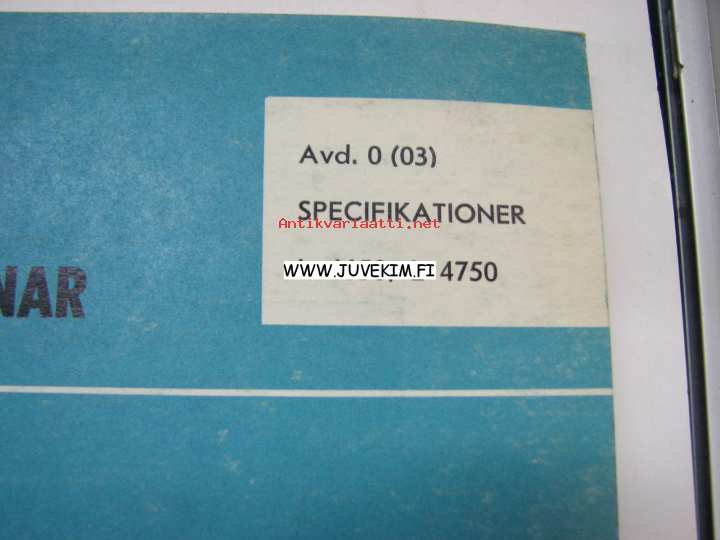 Avd. 0 (03)
SPECIFIKATIONER
Antikvariaatti.net
WWW.JUVEKIM.FI
4750
NAR